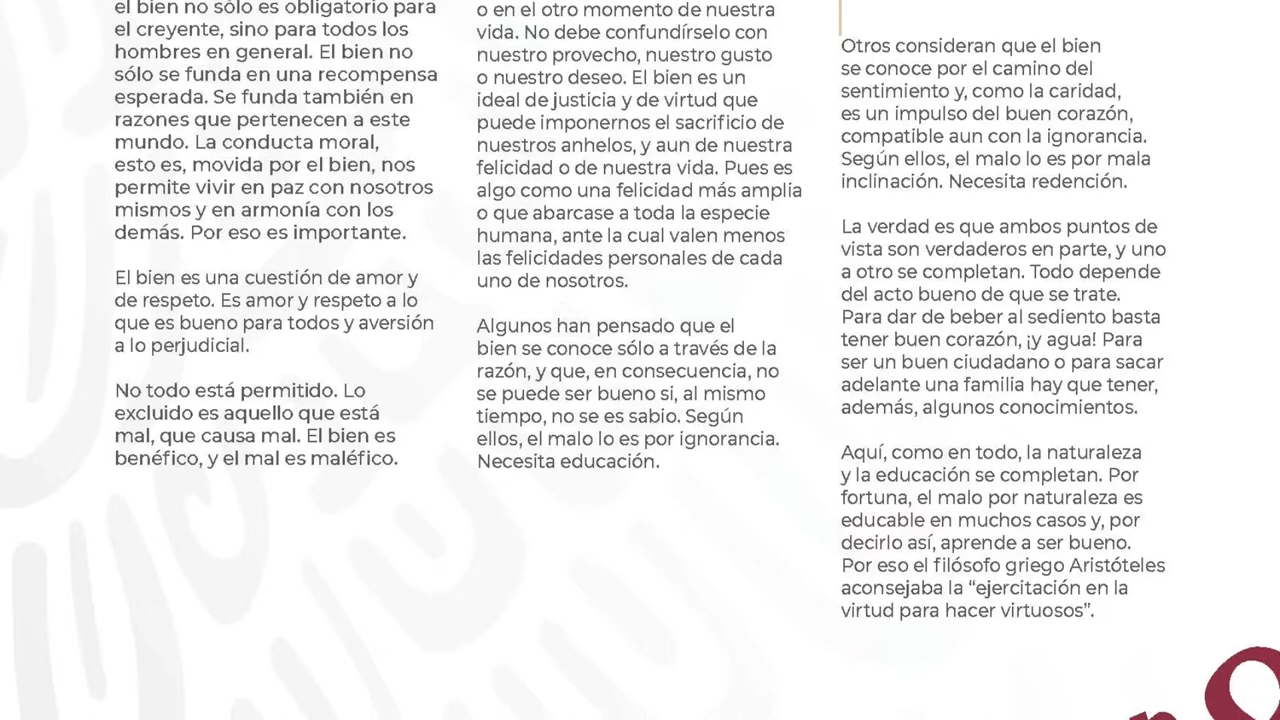 el bien no sólo es obligatorio para
el creyente, sino para todos los
hombres en general. El bien no
sólo se funda en una recompensa
esperada. Se funda también en
razones que pertenecen a este
mundo. La conducta moral,
esto es, movida por el bien, nos
permite vivir en paz con nosotros
mismos y en armonía con los
demás. Por eso es importante.
El bien es una cuestión de amor y
de respeto. Es amor y respeto a lo
que es bueno para todos y aversión
a lo perjudicial.
No todo está permitido. Lo
excluido es aquello que está
mal, que causa mal. El bien es
benéfico, y el mal es maléfico.
o en el otro momento de nuestra
vida. No debe confundírselo con
nuestro provecho, nuestro gusto
o nuestro deseo. El bien es un
ideal de justicia y de virtud que
puede imponernos el sacrificio de
nuestros anhelos, y aun de nuestra
felicidad o de nuestra vida. Pues es
algo como una felicidad más amplia
o que abarcase a toda la especie
humana, ante la cual valen menos
las felicidades personales de cada
uno de nosotros.
Algunos han pensado que el
bien se conoce sólo a través de la
razón, y que, en consecuencia, no
se puede ser bueno si, al mismo
tiempo, no se es sabio. Según
ellos, el malo lo es por ignorancia.
Necesita educación.
Otros consideran que el bien
se conoce por el camino del
sentimiento y, como la caridad,
es un impulso del buen corazón,
compatible aun con la ignorancia.
Según ellos, el malo lo es por mala
inclinación. Necesita redención.
La verdad es que ambos puntos de
vista son verdaderos en parte, y uno
a otro se completan. Todo depende
del acto bueno de que se trate.
Para dar de beber al sediento basta
tener buen corazón, ¡y agua! Para
ser un buen ciudadano o para sacar
adelante una familia hay que tener,
además, algunos conocimientos.
Aquí, como en todo, la naturaleza
y la educación se completan. Por
fortuna, el malo por naturaleza es
educable en muchos casos y, por
decirlo así, aprende a ser bueno.
Por eso el filósofo griego Aristóteles
aconsejaba la “ejercitación en la
virtud para hacer virtuosos”.